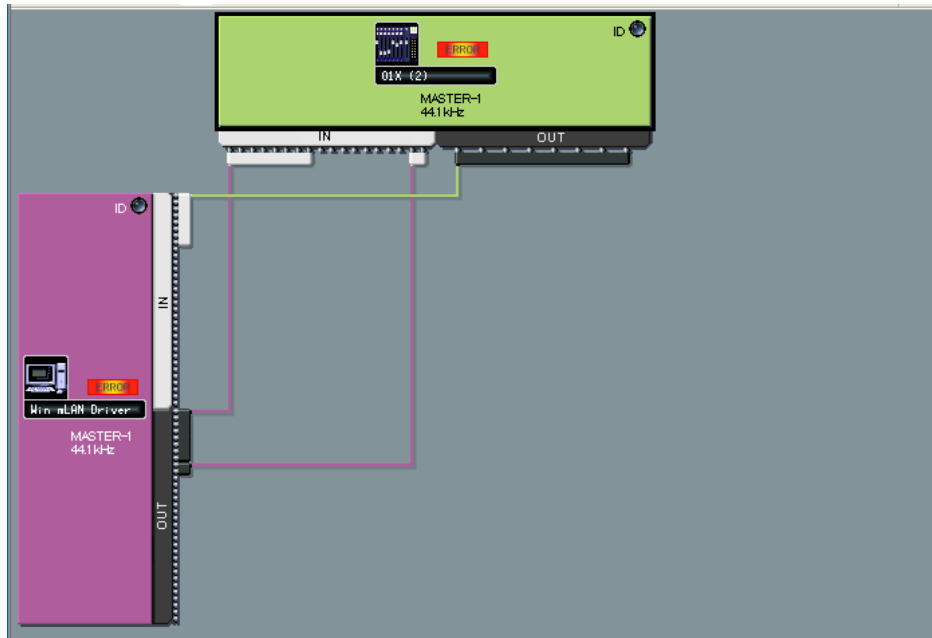 ID
ERROR
01X (2)
MASTER-1
44.1 kHz
IN
OUT
ID
IN
ERROR
Win mLAN Driver
MASTER-1
44.1 kHz
OUT